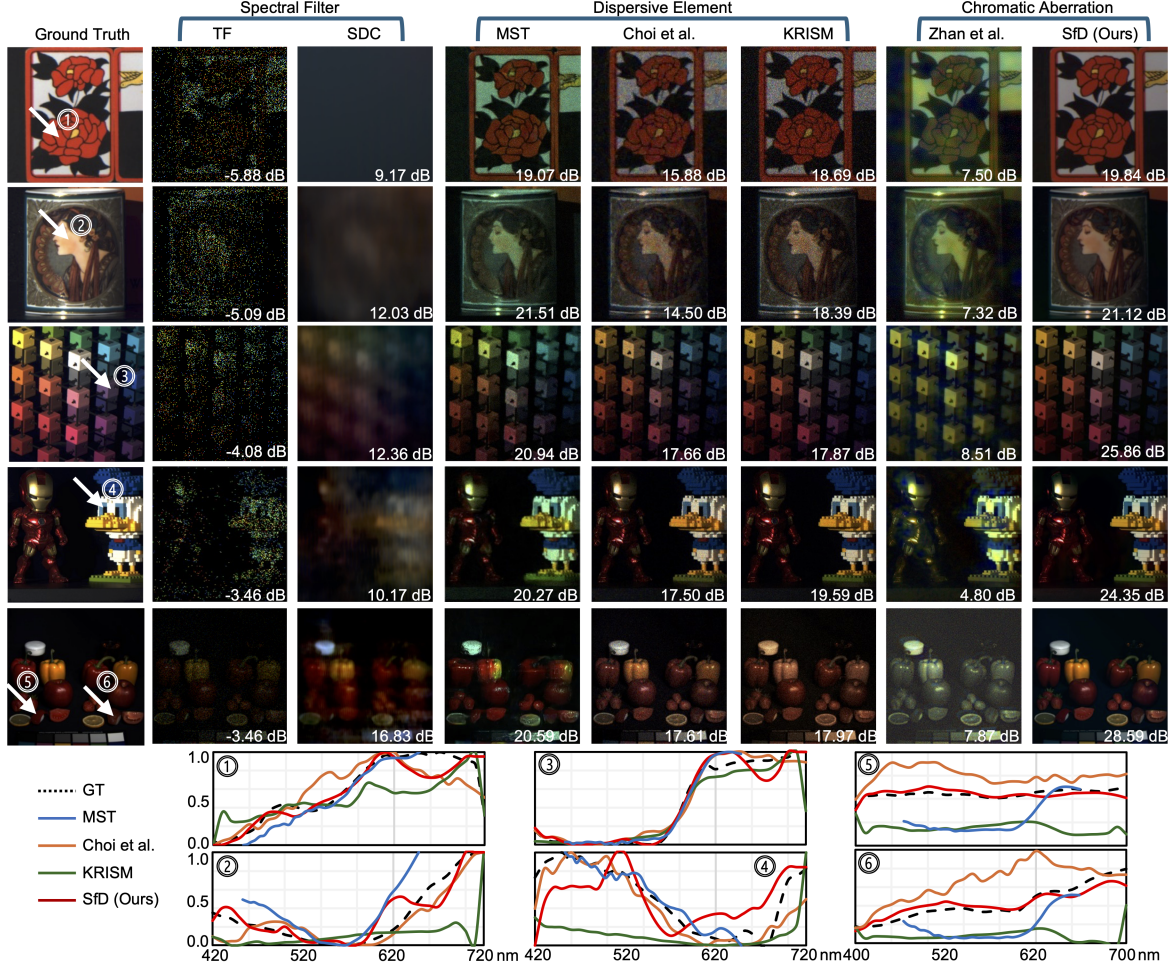 Spectral Filter Dispersive Element Chromatic Aberration
Ground Truth TF SDC MST Choi et al. KRISM Zhan et al. SfD (Ours)
1
-5.88 dB 9.17 dB 19.07 dB 15.88 dB 18.69 dB 7.50 dB 19.84 dB
2
-5.09 dB 12.03 dB 21.51 dB 14.50 dB 18.39 dB 7.32 dB 21.12 dB
3
-4.08 dB 12.36 dB 20.94 dB 17.66 dB 17.87 dB 8.51 dB 25.86 dB
4
-3.46 dB 10.17 dB 20.27 dB 17.50 dB 19.59 dB 4.80 dB 24.35 dB
5 6
-3.46 dB 16.83 dB 20.59 dB 17.61 dB 17.97 dB 7.87 dB 28.59 dB
GT
MST
Choi et al.
KRISM
SfD (Ours)
1.0 1 3 5
0.5
0.0
1.0 2 4 6
0.5
0.0
420 520 620 720 nm 420 520 620 720 nm 400 520 620 700 nm